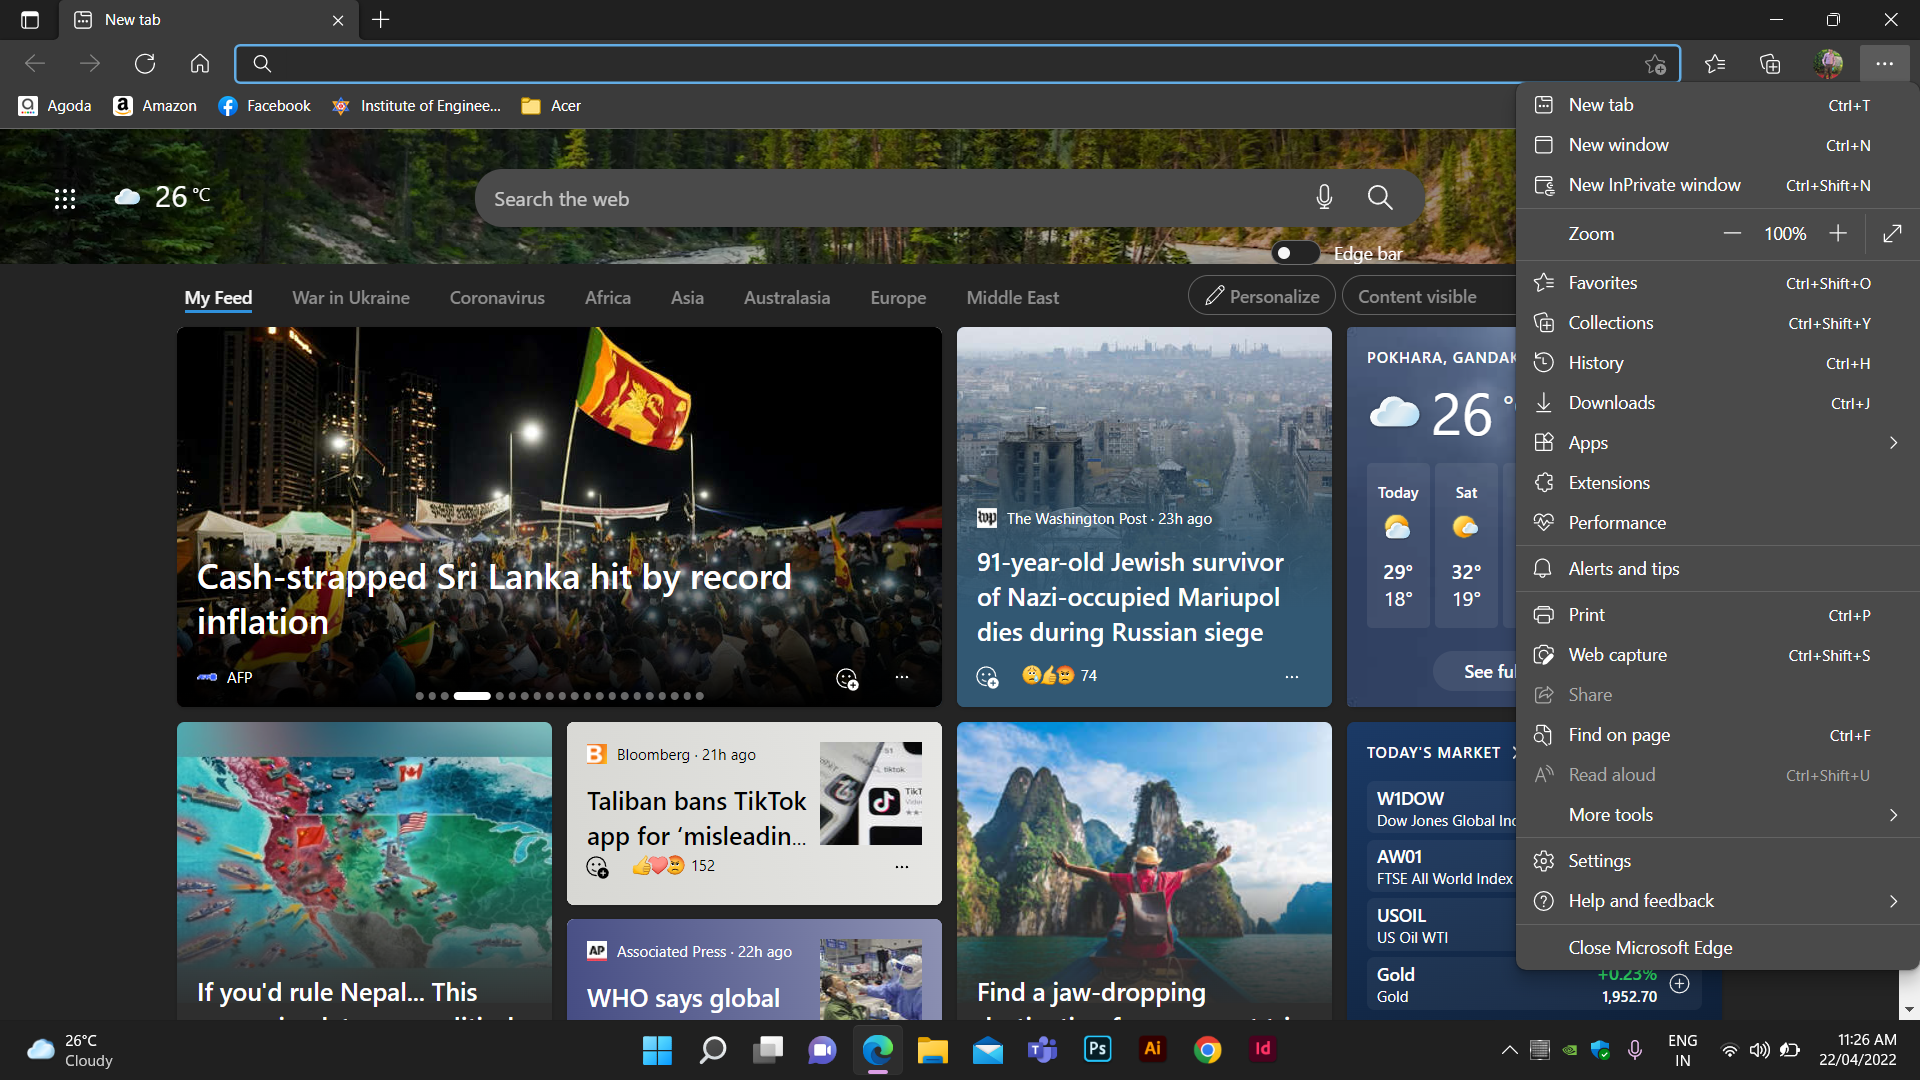 New tab
Agoda
Amazon
Facebook
Institute of Enginee...
Acer
26 °C
Search the web
Edge bar
My Feed
War in Ukraine
Coronavirus
Africa
Asia
Australasia
Europe
Middle East
Personalize
Content visible
Cash-strapped Sri Lanka hit by record
inflation
AFP
The Washington Post · 23h ago
91-year-old Jewish survivor
of Nazi-occupied Mariupol
dies during Russian siege
74
POKHARA, GANDAK
26 °
Today
Sat
29°
32°
18°
19°
See ful
If you'd rule Nepal... This
Bloomberg · 21h ago
Taliban bans TikTok
app for ‘misleadin...
152
AP
Associated Press · 22h ago
WHO says global
Find a jaw-dropping
TODAY'S MARKET
W1DOW
Dow Jones Global Ind
AW01
FTSE All World Index
USOIL
US Oil WTI
Gold
+0.23%
Gold
1,952.70
New tab Ctrl+T
New window Ctrl+N
New InPrivate window Ctrl+Shift+N
Zoom 100%
Favorites Ctrl+Shift+O
Collections Ctrl+Shift+Y
History Ctrl+H
Downloads Ctrl+J
Apps
Extensions
Performance
Alerts and tips
Print Ctrl+P
Web capture Ctrl+Shift+S
Share
Find on page Ctrl+F
Read aloud Ctrl+Shift+U
More tools
Settings
Help and feedback
Close Microsoft Edge
26°C
Cloudy
Ps
Ai
Id
ENG
IN
11:26 AM
22/04/2022